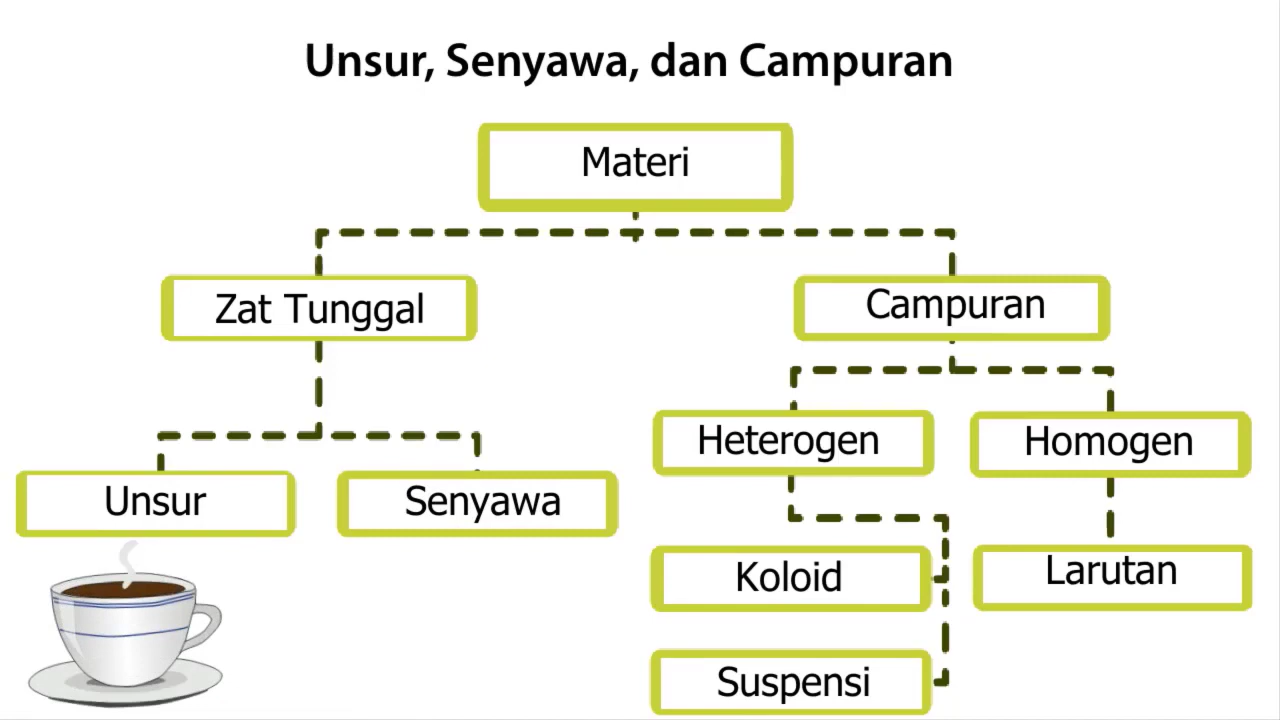 Unsur, Senyawa, dan Campuran
Materi
Zat Tunggal
Campuran
Heterogen
Homogen
Unsur
Senyawa
Koloid
Larutan
Suspensi